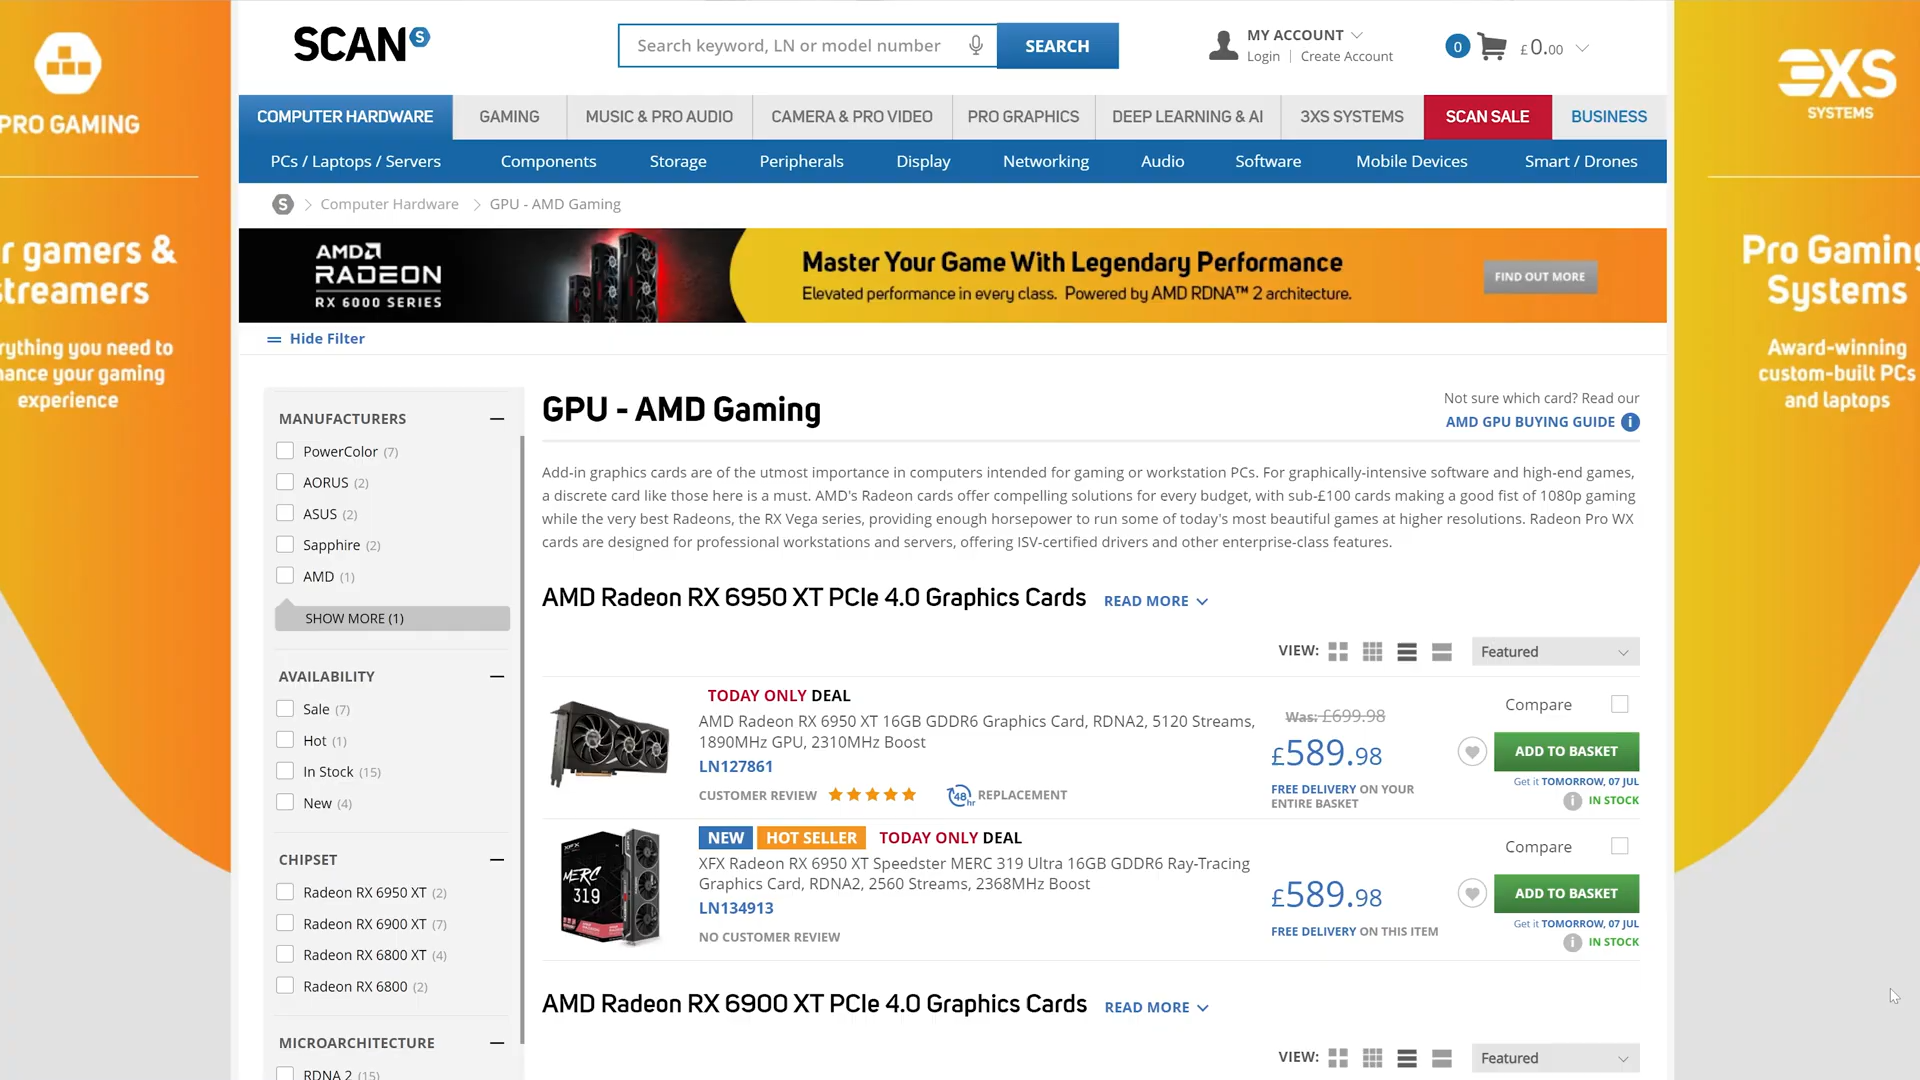 PRO GAMING
r gamers &
streamers
rything you need to
hance your gaming
experience
SCAN S
Search keyword, LN or model number
SEARCH
MY ACCOUNT
Login | Create Account
0
£0.00
3XS
SYSTEMS
Pro Gaming
Systems
Award-winning
custom-built PCs
and laptops
COMPUTER HARDWARE
GAMING
MUSIC & PRO AUDIO
CAMERA & PRO VIDEO
PRO GRAPHICS
DEEP LEARNING & AI
3XS SYSTEMS
SCAN SALE
BUSINESS
PCs / Laptops / Servers
Components
Storage
Peripherals
Display
Networking
Audio
Software
Mobile Devices
Smart / Drones
S > Computer Hardware > GPU - AMD Gaming
AMD
RADEON
RX 6000 SERIES
Master Your Game With Legendary Performance
Elevated performance in every class. Powered by AMD RDNA™ 2 architecture.
FIND OUT MORE
Hide Filter
MANUFACTURERS
PowerColor (7)
AORUS (2)
ASUS (2)
Sapphire (2)
AMD (1)
SHOW MORE (1)
AVAILABILITY
Sale (7)
Hot (1)
In Stock (15)
New (4)
CHIPSET
Radeon RX 6950 XT (2)
Radeon RX 6900 XT (7)
Radeon RX 6800 XT (4)
Radeon RX 6800 (2)
MICROARCHITECTURE
RDNA 2 (15)
GPU - AMD Gaming
Not sure which card? Read our
AMD GPU BUYING GUIDE i
Add-in graphics cards are of the utmost importance in computers intended for gaming or workstation PCs. For graphically-intensive software and high-end games,
a discrete card like those here is a must. AMD's Radeon cards offer compelling solutions for every budget, with sub-£100 cards making a good fist of 1080p gaming
while the very best Radeons, the RX Vega series, providing enough horsepower to run some of today's most beautiful games at higher resolutions. Radeon Pro WX
cards are designed for professional workstations and servers, offering ISV-certified drivers and other enterprise-class features.
AMD Radeon RX 6950 XT PCIe 4.0 Graphics Cards
READ MORE
VIEW:
Featured
TODAY ONLY DEAL
AMD Radeon RX 6950 XT 16GB GDDR6 Graphics Card, RDNA2, 5120 Streams,
1890MHz GPU, 2310MHz Boost
LN127861
CUSTOMER REVIEW
48hr REPLACEMENT
Was: £699.98
£589.98
FREE DELIVERY ON YOUR
ENTIRE BASKET
Compare
ADD TO BASKET
Get it TOMORROW, 07 JUL
i IN STOCK
XFX
MERC
319
NEW HOT SELLER TODAY ONLY DEAL
XFX Radeon RX 6950 XT Speedster MERC 319 Ultra 16GB GDDR6 Ray-Tracing
Graphics Card, RDNA2, 2560 Streams, 2368MHz Boost
LN134913
NO CUSTOMER REVIEW
£589.98
FREE DELIVERY ON THIS ITEM
Compare
ADD TO BASKET
Get it TOMORROW, 07 JUL
i IN STOCK
AMD Radeon RX 6900 XT PCIe 4.0 Graphics Cards
READ MORE
VIEW:
Featured